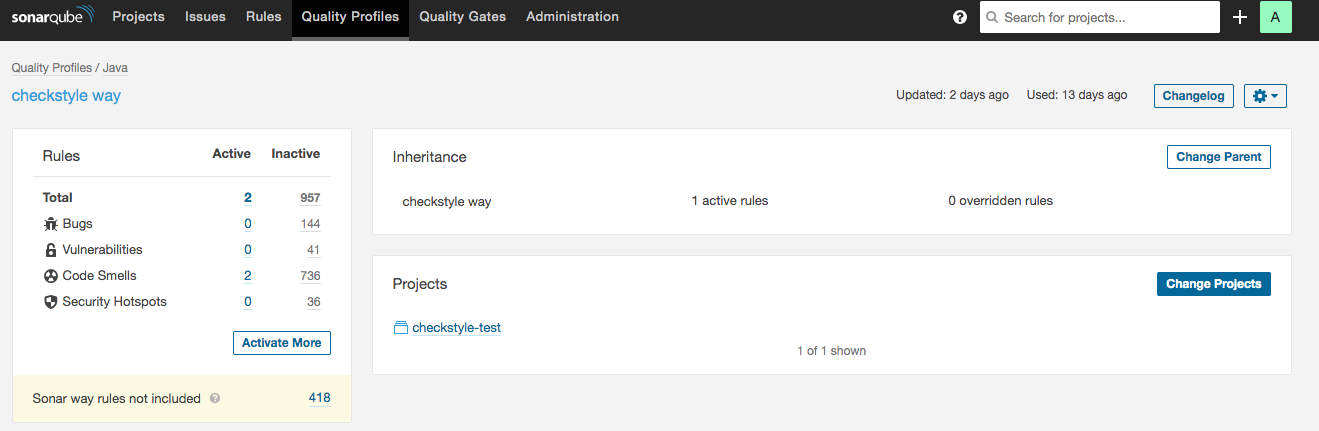 sonarqube Projects Issues Rules Quality Profiles Quality Gates Administration ? Search for projects... + A
Quality Profiles / Java
checkstyle way
Updated: 2 days ago Used: 13 days ago Changelog
Rules Active Inactive
Total 2 957
Bugs 0 144
Vulnerabilities 0 41
Code Smells 2 736
Security Hotspots 0 36
Activate More
Sonar way rules not included ? 418
Inheritance Change Parent
checkstyle way 1 active rules 0 overridden rules
Projects Change Projects
checkstyle-test
1 of 1 shown